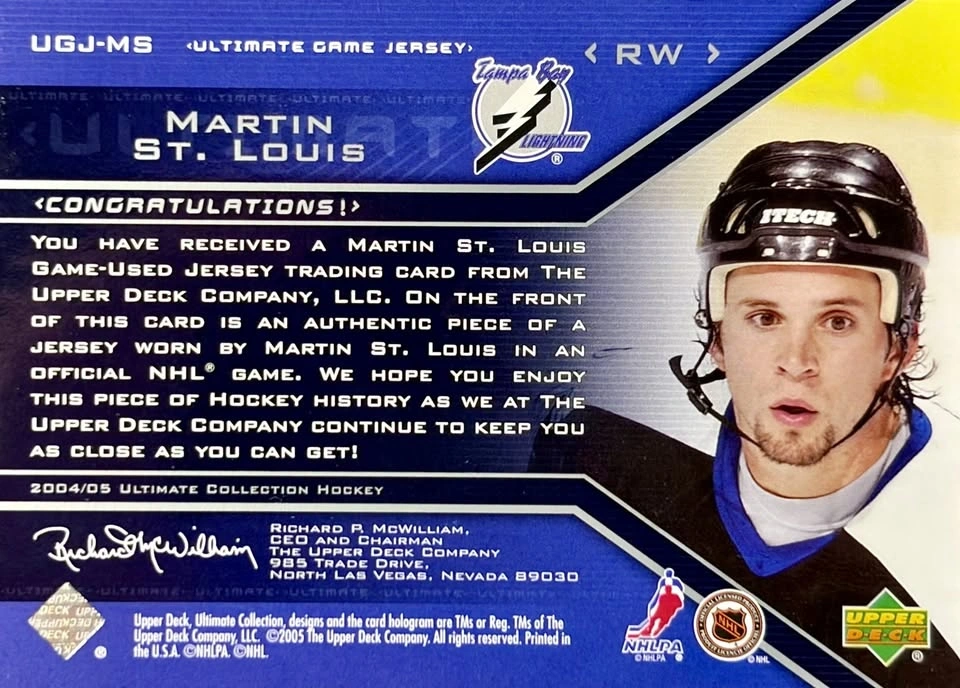 UGJ-MS <ULTIMATE GAME JERSEY> < RW >
Tampa Bay
LIGHTNING
®
MARTIN
ST. LOUIS
ITECH
<CONGRATULATIONS!>
YOU HAVE RECEIVED A MARTIN ST. LOUIS
GAME-USED JERSEY TRADING CARD FROM THE
UPPER DECK COMPANY, LLC. ON THE FRONT
OF THIS CARD IS AN AUTHENTIC PIECE OF A
JERSEY WORN BY MARTIN ST. LOUIS IN AN
OFFICIAL NHL® GAME. WE HOPE YOU ENJOY
THIS PIECE OF HOCKEY HISTORY AS WE AT THE
UPPER DECK COMPANY CONTINUE TO KEEP YOU
AS CLOSE AS YOU CAN GET!
2004/05 ULTIMATE COLLECTION HOCKEY
Richard McWilliam
RICHARD P. MCWILLIAM,
CEO AND CHAIRMAN
THE UPPER DECK COMPANY
985 TRADE DRIVE,
NORTH LAS VEGAS, NEVADA 89030
Upper Deck, Ultimate Collection, designs and the card hologram are TMs or Reg. TMs of The
Upper Deck Company, LLC. ©2005 The Upper Deck Company. All rights reserved. Printed in
the U.S.A. ©NHLPA. ©NHL.
NHLPA
© NHLPA ®
NHL
© NHL
UPPER
DECK
®